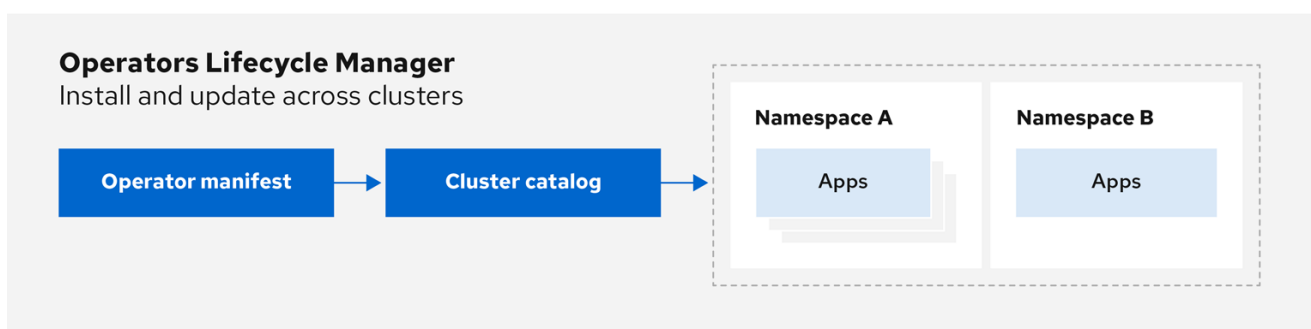 Operators Lifecycle Manager
Install and update across clusters
Operator manifest
Cluster catalog
Namespace A
Apps
Namespace B
Apps